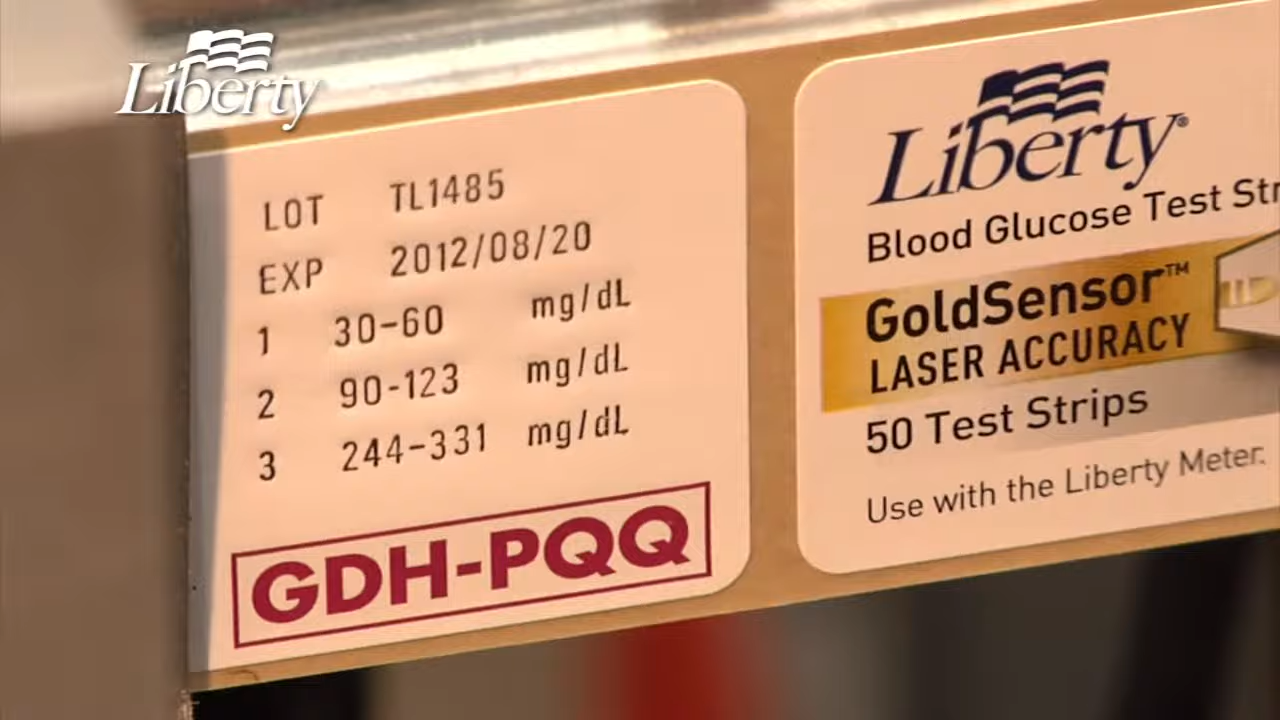 Liberty
LOT TL1485
EXP 2012/08/20
1 30-60 mg/dL
2 90-123 mg/dL
3 244-331 mg/dL
GDH-PQQ
Liberty®
Blood Glucose Test Str
GoldSensor™
LASER ACCURACY
50 Test Strips
Use with the Liberty Meter.